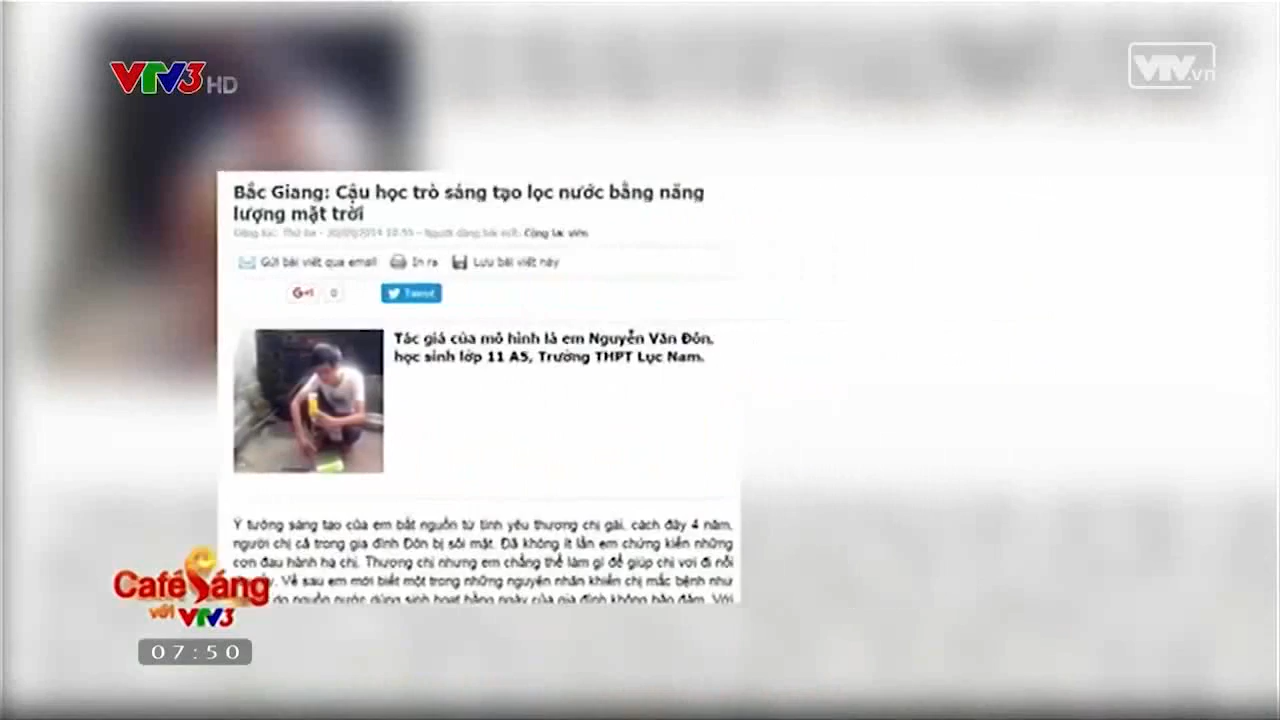 VTV3 HD
VTV.vn
Bắc Giang: Cậu học trò sáng tạo lọc nước bằng năng
lượng mặt trời
Cộng tác viên
Gửi bài viết qua email In ra Lưu bài viết này
G+1 0 Tweet
Tác giả của mô hình là em Nguyễn Văn Đôn,
học sinh lớp 11 A5, Trường THPT Lục Nam.
Ý tưởng sáng tạo của em bắt nguồn từ tình yêu thương chị gái, cách đây 4 năm,
người chị cả trong gia đình Đôn bị sỏi mật. Đã không ít lần em chứng kiến những
cơn đau hành hạ chị. Thương chị nhưng em chẳng thể làm gì để giúp chị vơi đi nỗi
Về sau em mới biết một trong những nguyên nhân khiến chị mắc bệnh như
do nguồn nước dùng sinh hoạt hằng ngày của gia đình không bảo đảm. Với
Café Sáng
với VTV3
07:50